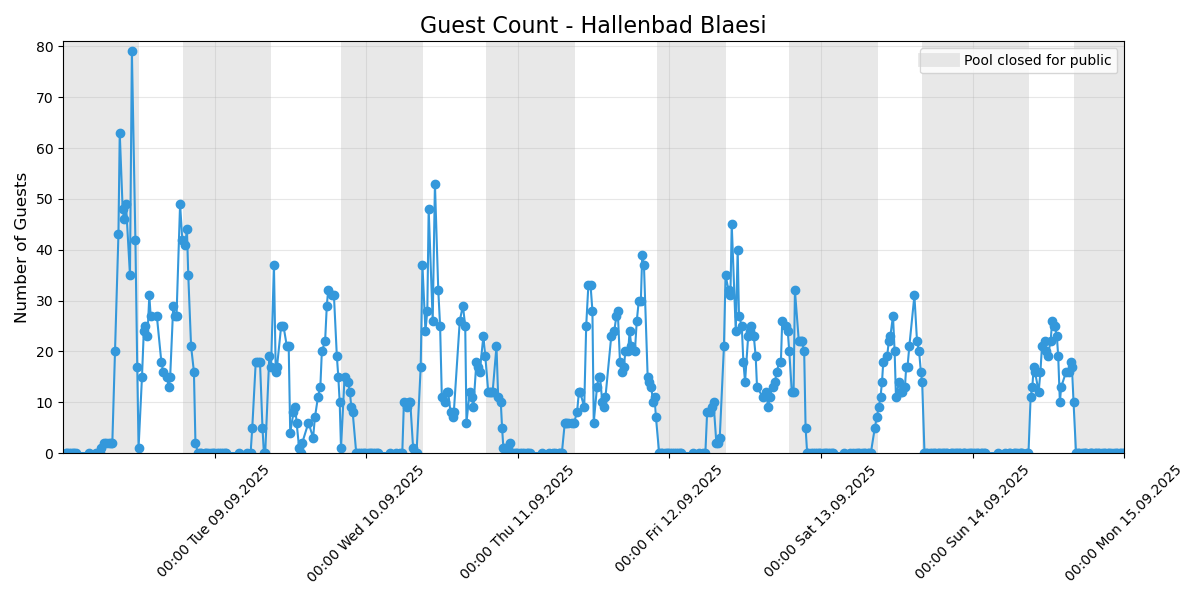 Guest Count - Hallenbad Blaesi
Pool closed for public
Number of Guests
80
70
60
50
40
30
20
10
0
00:00 Tue 09.09.2025
00:00 Wed 10.09.2025
00:00 Thu 11.09.2025
00:00 Fri 12.09.2025
00:00 Sat 13.09.2025
00:00 Sun 14.09.2025
00:00 Mon 15.09.2025